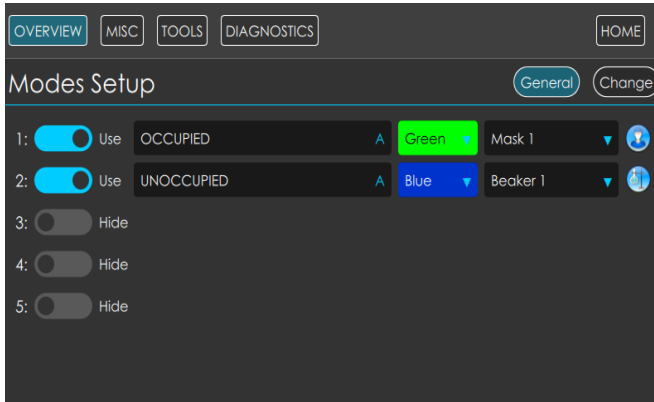 OVERVIEW MISC TOOLS DIAGNOSTICS HOME
Modes Setup General Change
1: Use OCCUPIED A Green Mask 1
2: Use UNOCCUPIED A Blue Beaker 1
3: Hide
4: Hide
5: Hide